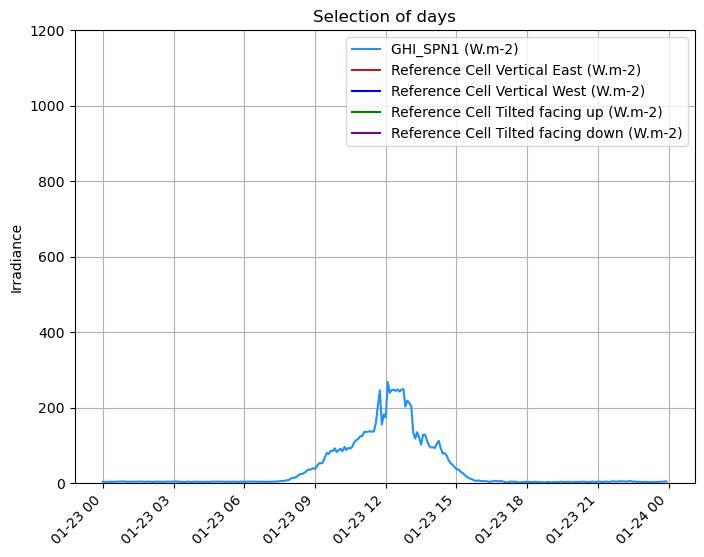 Selection of days
1200
1000
800
600
400
200
0
Irradiance
GHI_SPN1 (W.m-2)
Reference Cell Vertical East (W.m-2)
Reference Cell Vertical West (W.m-2)
Reference Cell Tilted facing up (W.m-2)
Reference Cell Tilted facing down (W.m-2)
01-23 00
01-23 03
01-23 06
01-23 09
01-23 12
01-23 15
01-23 18
01-23 21
01-24 00